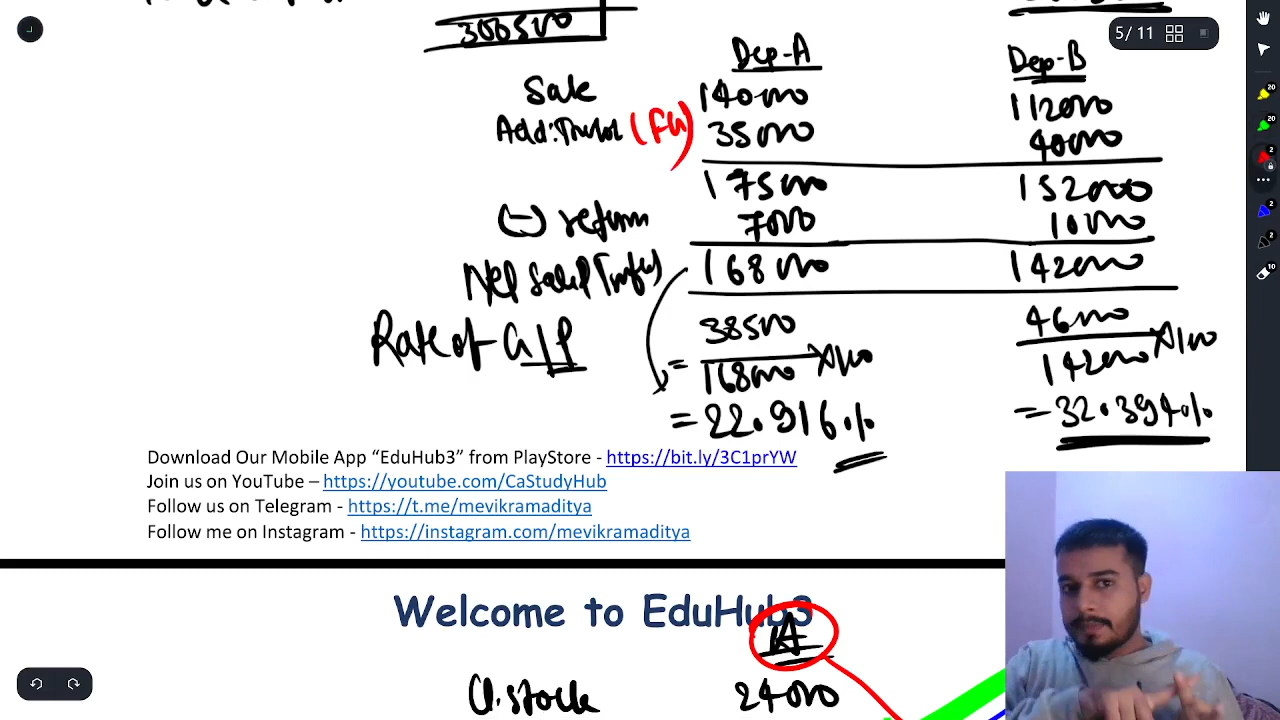 300500
5/ 11
Dep-A Dep-B
Sale 140000 112000
Add: Transfer (FG) 35000 40000
175000 152000
(-) return 7000 10000
Net Sale & Transfer 168000 142000
Rate of G/P
= 38500/168000 × 100 46000/142000 × 100
= 22.916% = 32.394%
Download Our Mobile App “EduHub3” from PlayStore - https://bit.ly/3C1prYW
Join us on YouTube – https://youtube.com/CaStudyHub
Follow us on Telegram - https://t.me/mevikramaditya
Follow me on Instagram - https://instagram.com/mevikramaditya
Welcome to EduHub3
A
Cl. stock 24000